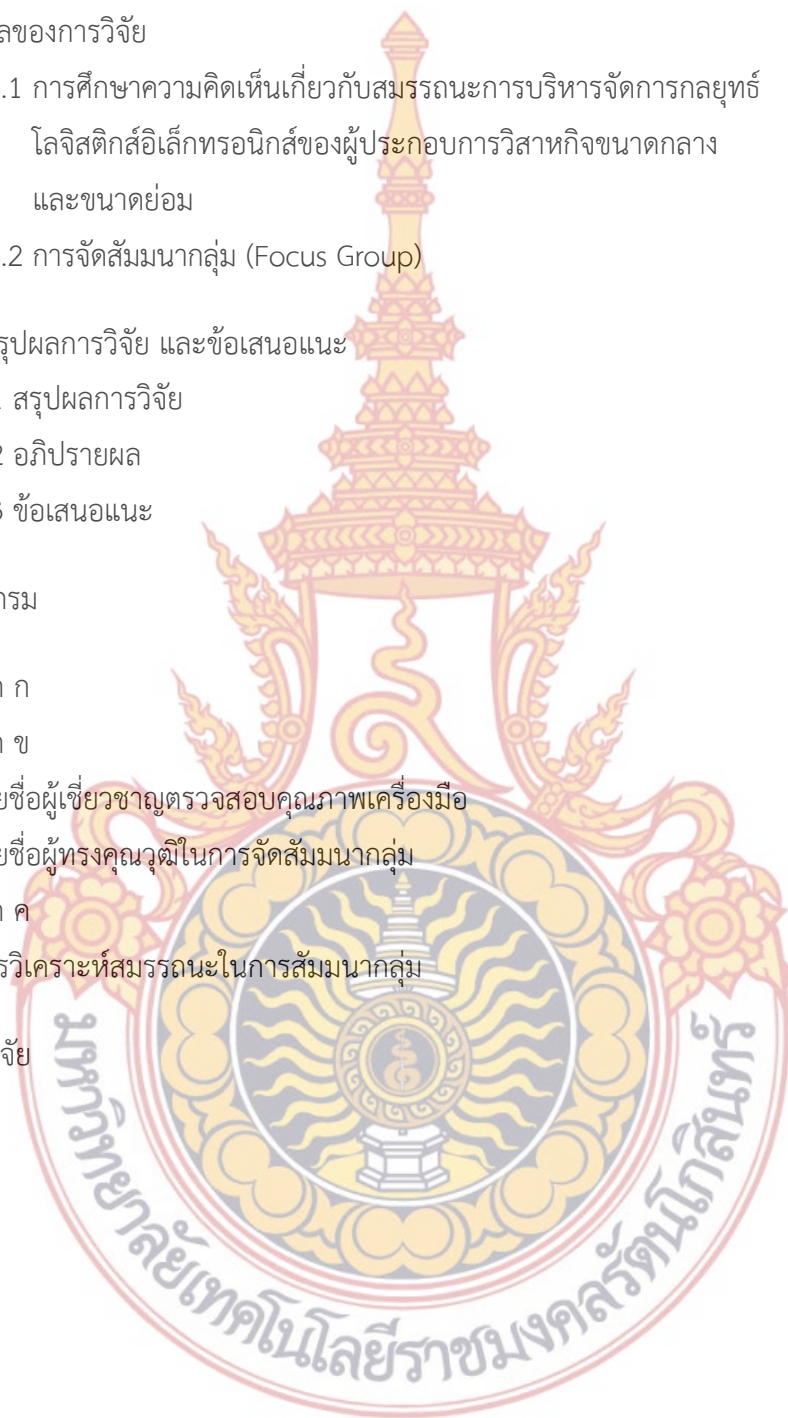 ลของการวิจัย
.1 การศึกษาความคิดเห็นเกี่ยวกับสมรรถนะการบริหารจัดการกลยุทธ์
โลจิสติกส์อิเล็กทรอนิกส์ของผู้ประกอบการวิสาหกิจขนาดกลาง
และขนาดย่อม
.2 การจัดสัมมนากลุ่ม (Focus Group)
รุปผลการวิจัย และข้อเสนอแนะ
สรุปผลการวิจัย
2 อภิปรายผล
ข้อเสนอแนะ
กรม
ก
ข
ยชื่อผู้เชี่ยวชาญตรวจสอบคุณภาพเครื่องมือ
ยชื่อผู้ทรงคุณวุฒิในการจัดสัมมนากลุ่ม
ค
รวิเคราะห์สมรรถนะในการสัมมนากลุ่ม
จัย
มหาวิทยาลัยเทคโนโลยีราชมงคลรัตนโกสินทร์